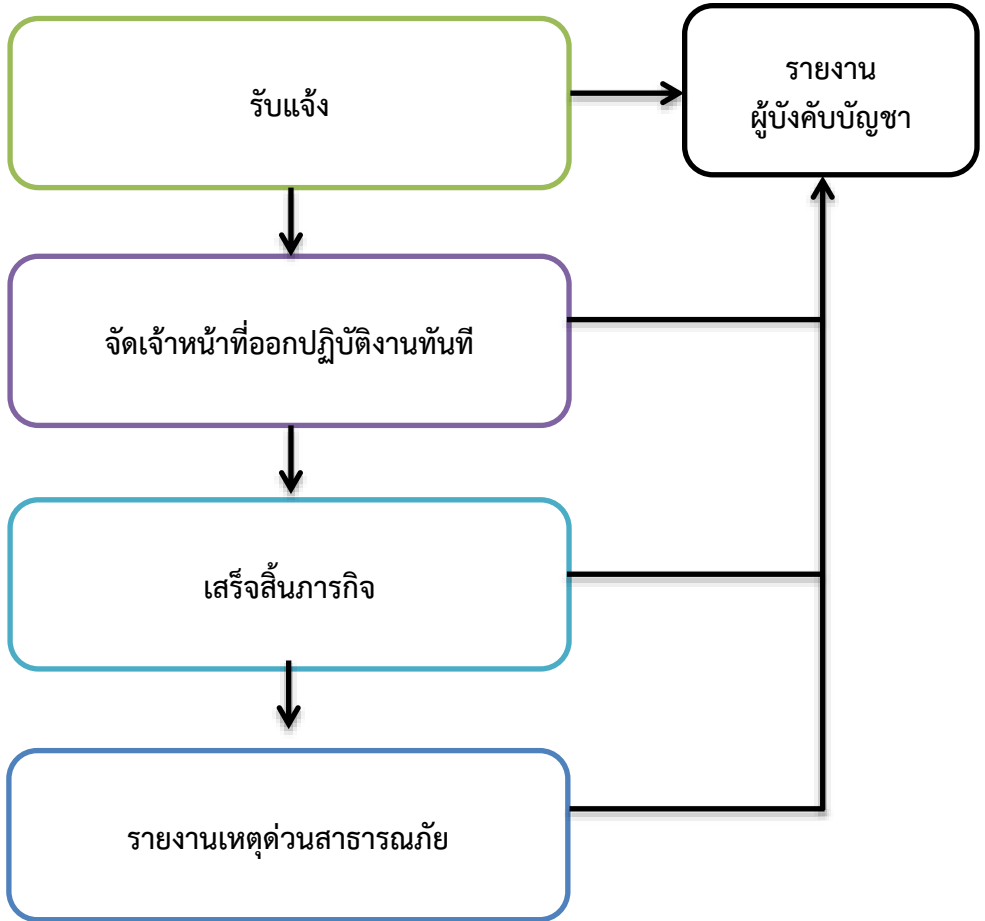 รับแจ้ง
รายงาน
ผู้บังคับบัญชา
จัดเจ้าหน้าที่ออกปฏิบัติงานทันที
เสร็จสิ้นภารกิจ
รายงานเหตุด่วนสาธารณภัย